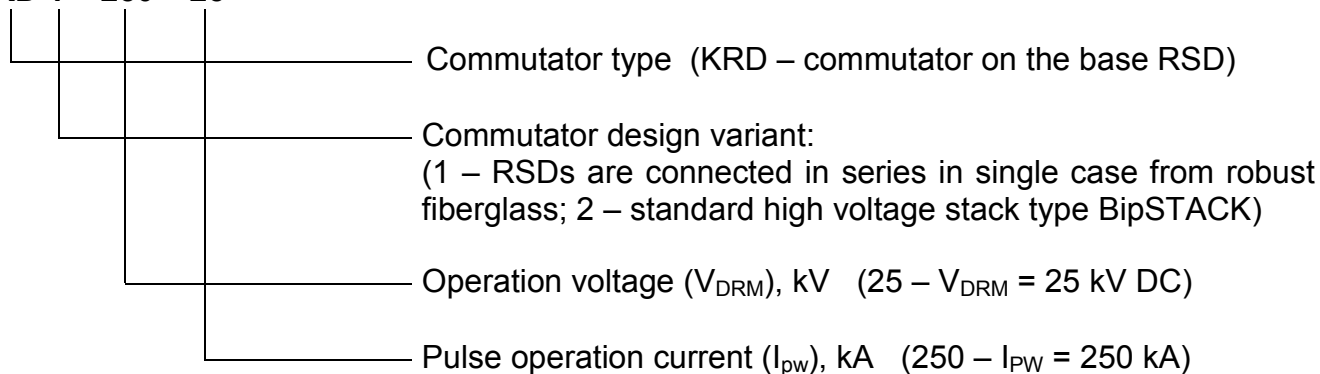 Commutator type (KRD – commutator on the base RSD)
Commutator design variant:
(1 – RSDs are connected in series in single case from robust
fiberglass; 2 – standard high voltage stack type BipSTACK)
Operation voltage (VDRM), kV (25 – VDRM = 25 kV DC)
Pulse operation current (Ipw), kA (250 – IPW = 250 kA)